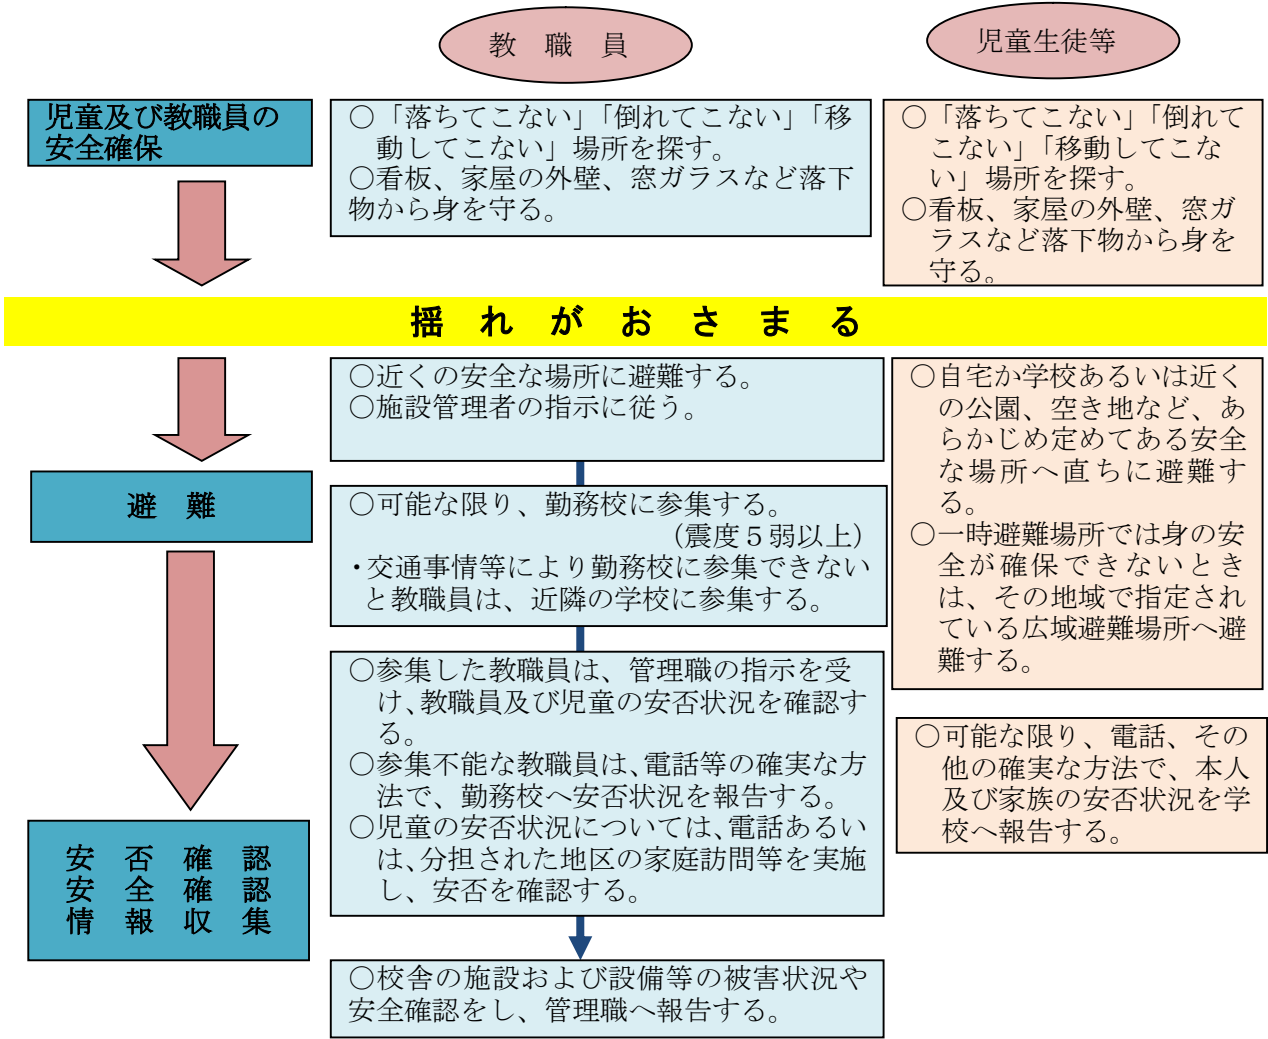 教 職 員
児童生徒等
児童及び教職員の
安全確保
○「落ちてこない」「倒れてこない」「移
動してこない」場所を探す。
○看板、家屋の外壁、窓ガラスなど落下
物から身を守る。
○「落ちてこない」「倒れて
こない」「移動してこな
い」場所を探す。
○看板、家屋の外壁、窓ガ
ラスなど落下物から身を
守る。
揺 れ が お さ ま る
避 難
○近くの安全な場所に避難する。
○施設管理者の指示に従う。
○可能な限り、勤務校に参集する。
（震度５弱以上）
・交通事情等により勤務校に参集できない
と教職員は、近隣の学校に参集する。
○自宅か学校あるいは近く
の公園、空き地など、あ
らかじめ定めてある安全
な場所へ直ちに避難す
る。
○一時避難場所では身の安
全が確保できないとき
は、その地域で指定され
ている広域避難場所へ避
難する。
安 否 確 認
安 全 確 認
情 報 収 集
○参集した教職員は、管理職の指示を受
け、教職員及び児童の安否状況を確認す
る。
○参集不能な教職員は、電話等の確実な方
法で、勤務校へ安否状況を報告する。
○児童の安否状況については、電話あるい
は、分担された地区の家庭訪問等を実施
し、安否を確認する。
○可能な限り、電話、その
他の確実な方法で、本人
及び家族の安否状況を学
校へ報告する。
○校舎の施設および設備等の被害状況や
安全確認をし、管理職へ報告する。